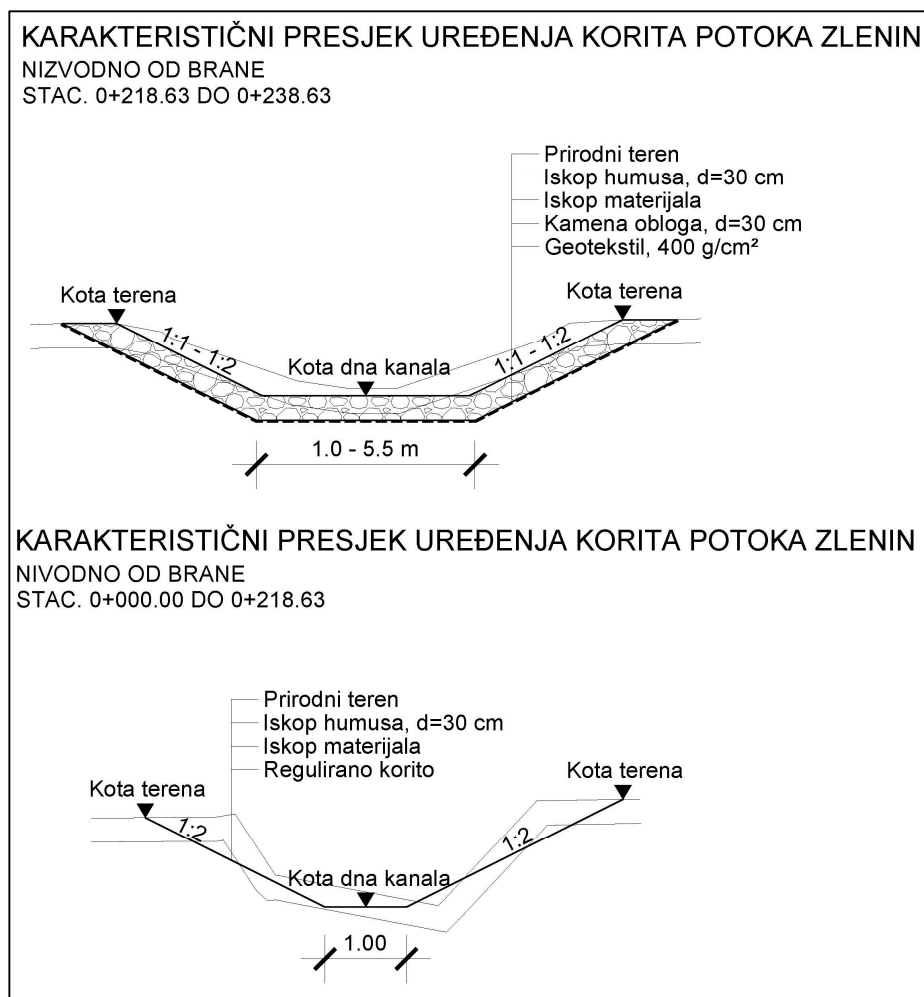 KARAKTERISTIČNI PRESJEK UREĐENJA KORITA POTOKA ZLENIN
NIZVODNO OD BRANE
STAC. 0+218.63 DO 0+238.63
Prirodni teren
Iskop humusa, d=30 cm
Iskop materijala
Kamena obloga, d=30 cm
Geotekstil, 400 g/cm²
Kota terena
Kota terena
1:1 - 1:2
Kota dna kanala
1:1 - 1:2
1.0 - 5.5 m
KARAKTERISTIČNI PRESJEK UREĐENJA KORITA POTOKA ZLENIN
NIVODNO OD BRANE
STAC. 0+000.00 DO 0+218.63
Prirodni teren
Iskop humusa, d=30 cm
Iskop materijala
Regulirano korito
Kota terena
Kota terena
1:2
1:2
Kota dna kanala
1.00